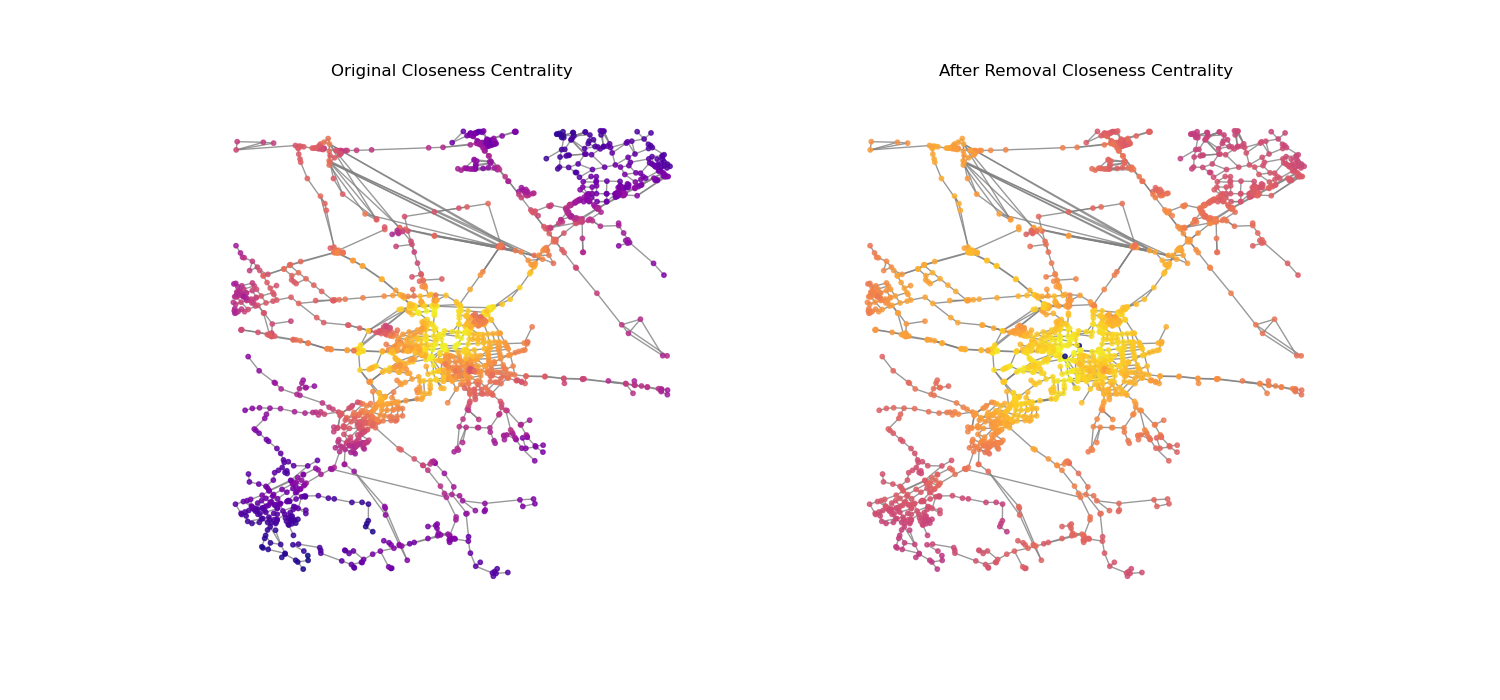 Original Closeness Centrality
After Removal Closeness Centrality